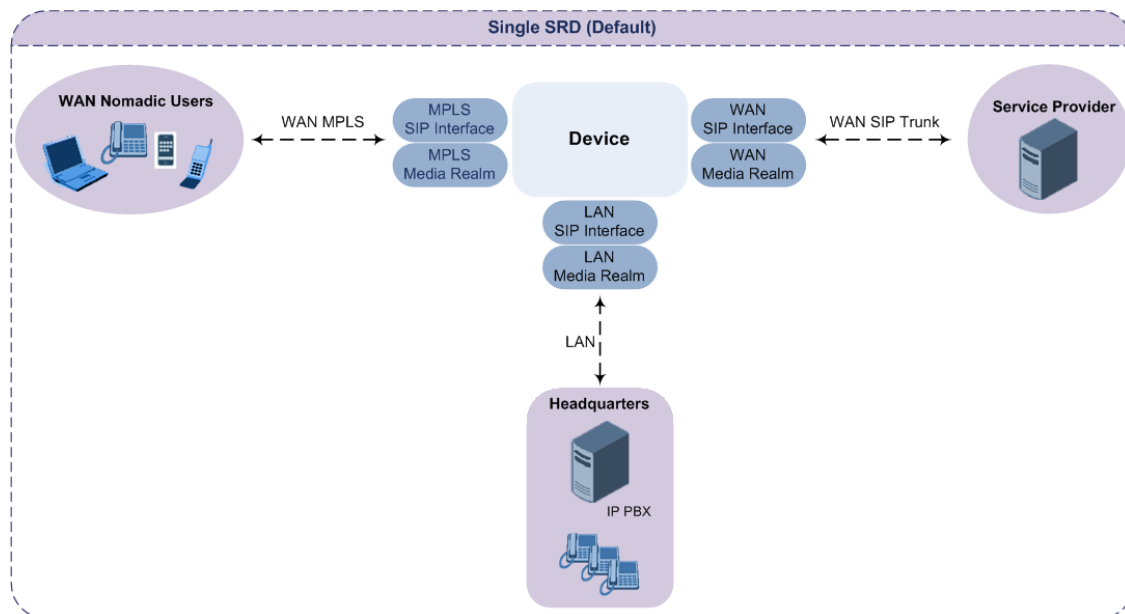 Single SRD (Default)
WAN Nomadic Users
WAN MPLS
MPLS
SIP Interface
MPLS
Media Realm
Device
WAN
SIP Interface
WAN
Media Realm
WAN SIP Trunk
Service Provider
LAN
SIP Interface
LAN
Media Realm
LAN
Headquarters
IP PBX